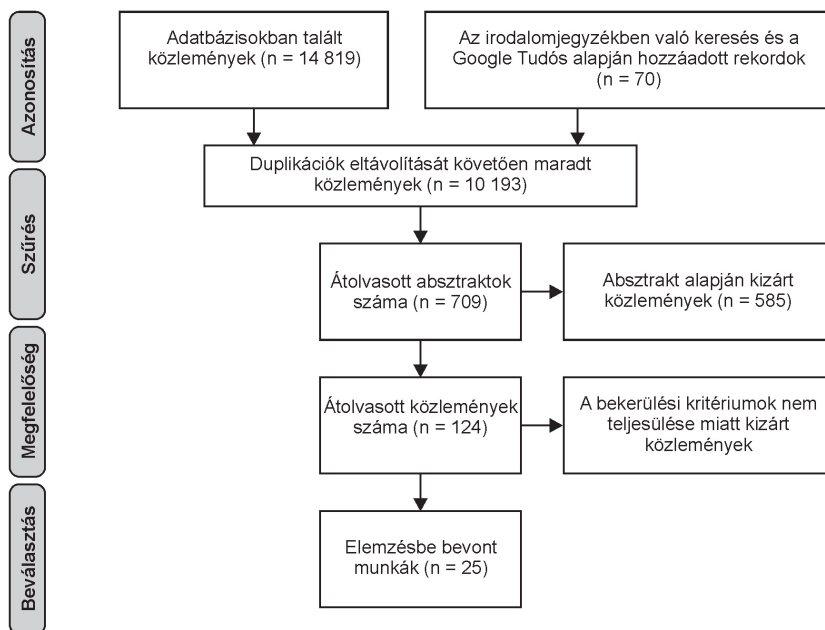 Azonosítás
Adatbázisokban talált
közlemények (n = 14 819)
Az irodalomjegyzékben való keresés és a
Google Tudós alapján hozzáadott rekordok
(n = 70)
Duplikációk eltávolítását követően maradt
közlemények (n = 10 193)
Szűrés
Átolvasott absztraktok
száma (n = 709)
Absztrakt alapján kizárt
közlemények (n = 585)
Megfelelőség
Átolvasott közlemények
száma (n = 124)
A bekerülési kritériumok nem
teljesülése miatt kizárt
közlemények
Beválasztás
Elemzésbe bevont
munkák (n = 25)